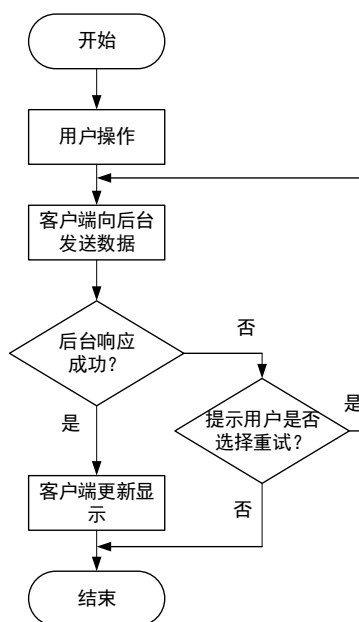 开始
用户操作
客户端向后台
发送数据
后台响应
成功？
否
是
提示用户是否
选择重试？
是
客户端更新显
示
否
结束